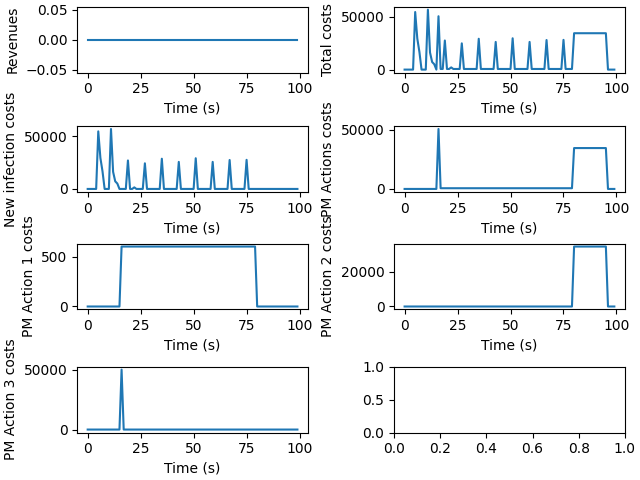 Revenues
0.05
0.00
−0.05
0 25 50 75 100
Time (s)
Total costs
50000
0
0 25 50 75 100
Time (s)
New infection costs
50000
0
0 25 50 75 100
Time (s)
PM Actions costs
50000
0
0 25 50 75 100
Time (s)
PM Action 1 costs
500
0
0 25 50 75 100
Time (s)
PM Action 2 costs
20000
0
0 25 50 75 100
Time (s)
PM Action 3 costs
50000
0
0 25 50 75 100
Time (s)
1.0
0.5
0.0
0.0 0.2 0.4 0.6 0.8 1.0